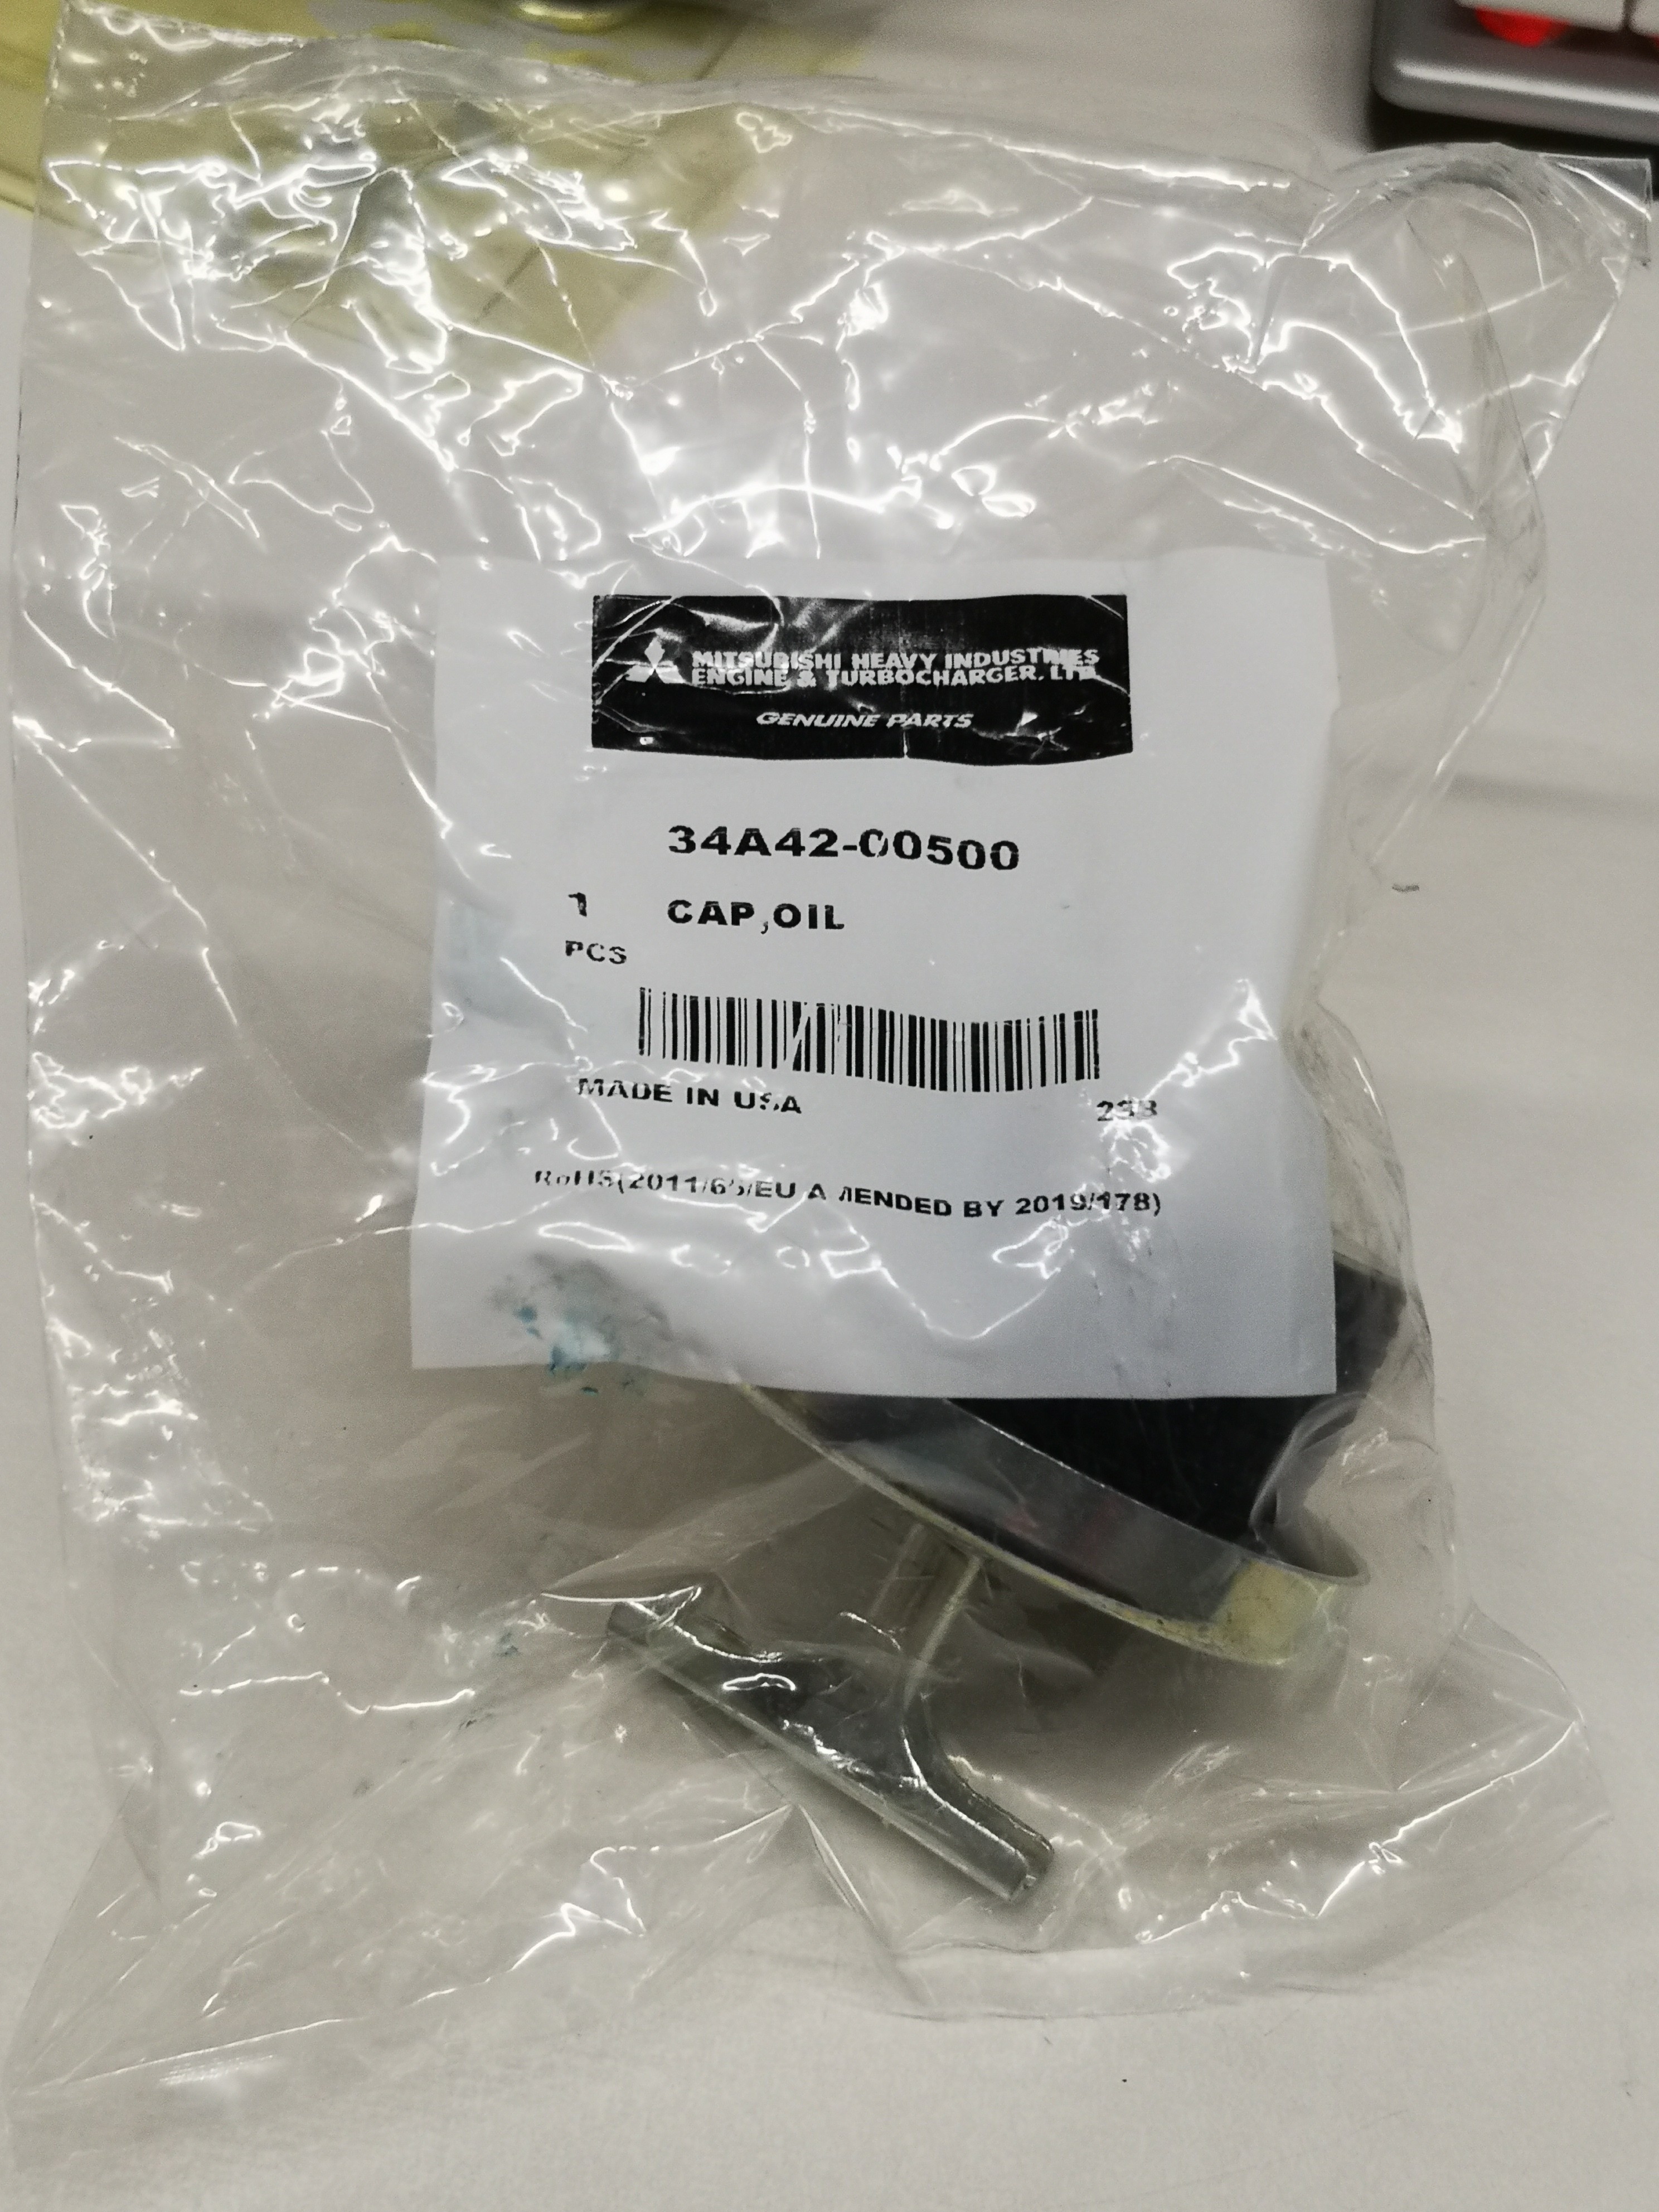 MITSUBISHI HEAVY INDUSTRIES
ENGINE & TURBOCHARGER, LTD.
GENUINE PARTS
34A42-00500
1 CAP,OIL
PCS
MADE IN USA
RoHS(2011/65/EU AMENDED BY 2019/178)